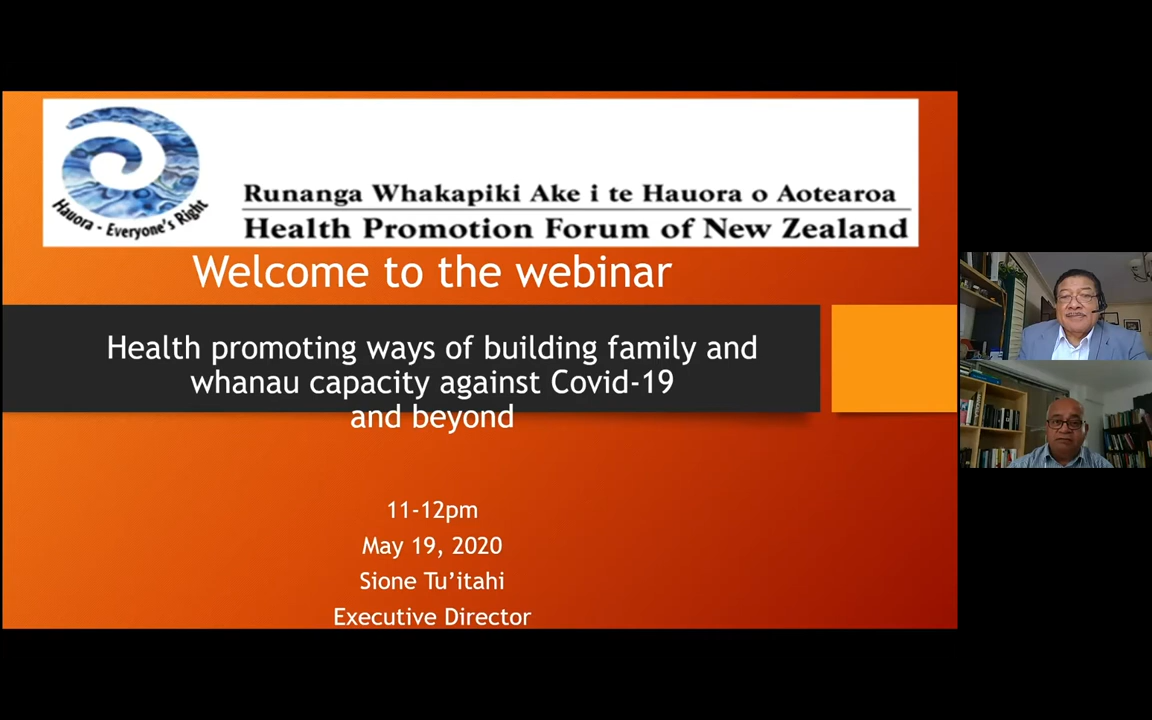 Hauora - Everyone's Right
Runanga Whakapiki Ake i te Hauora o Aotearoa
Health Promotion Forum of New Zealand
Welcome to the webinar
Health promoting ways of building family and
whanau capacity against Covid-19
and beyond
11-12pm
May 19, 2020
Sione Tu’itahi
Executive Director